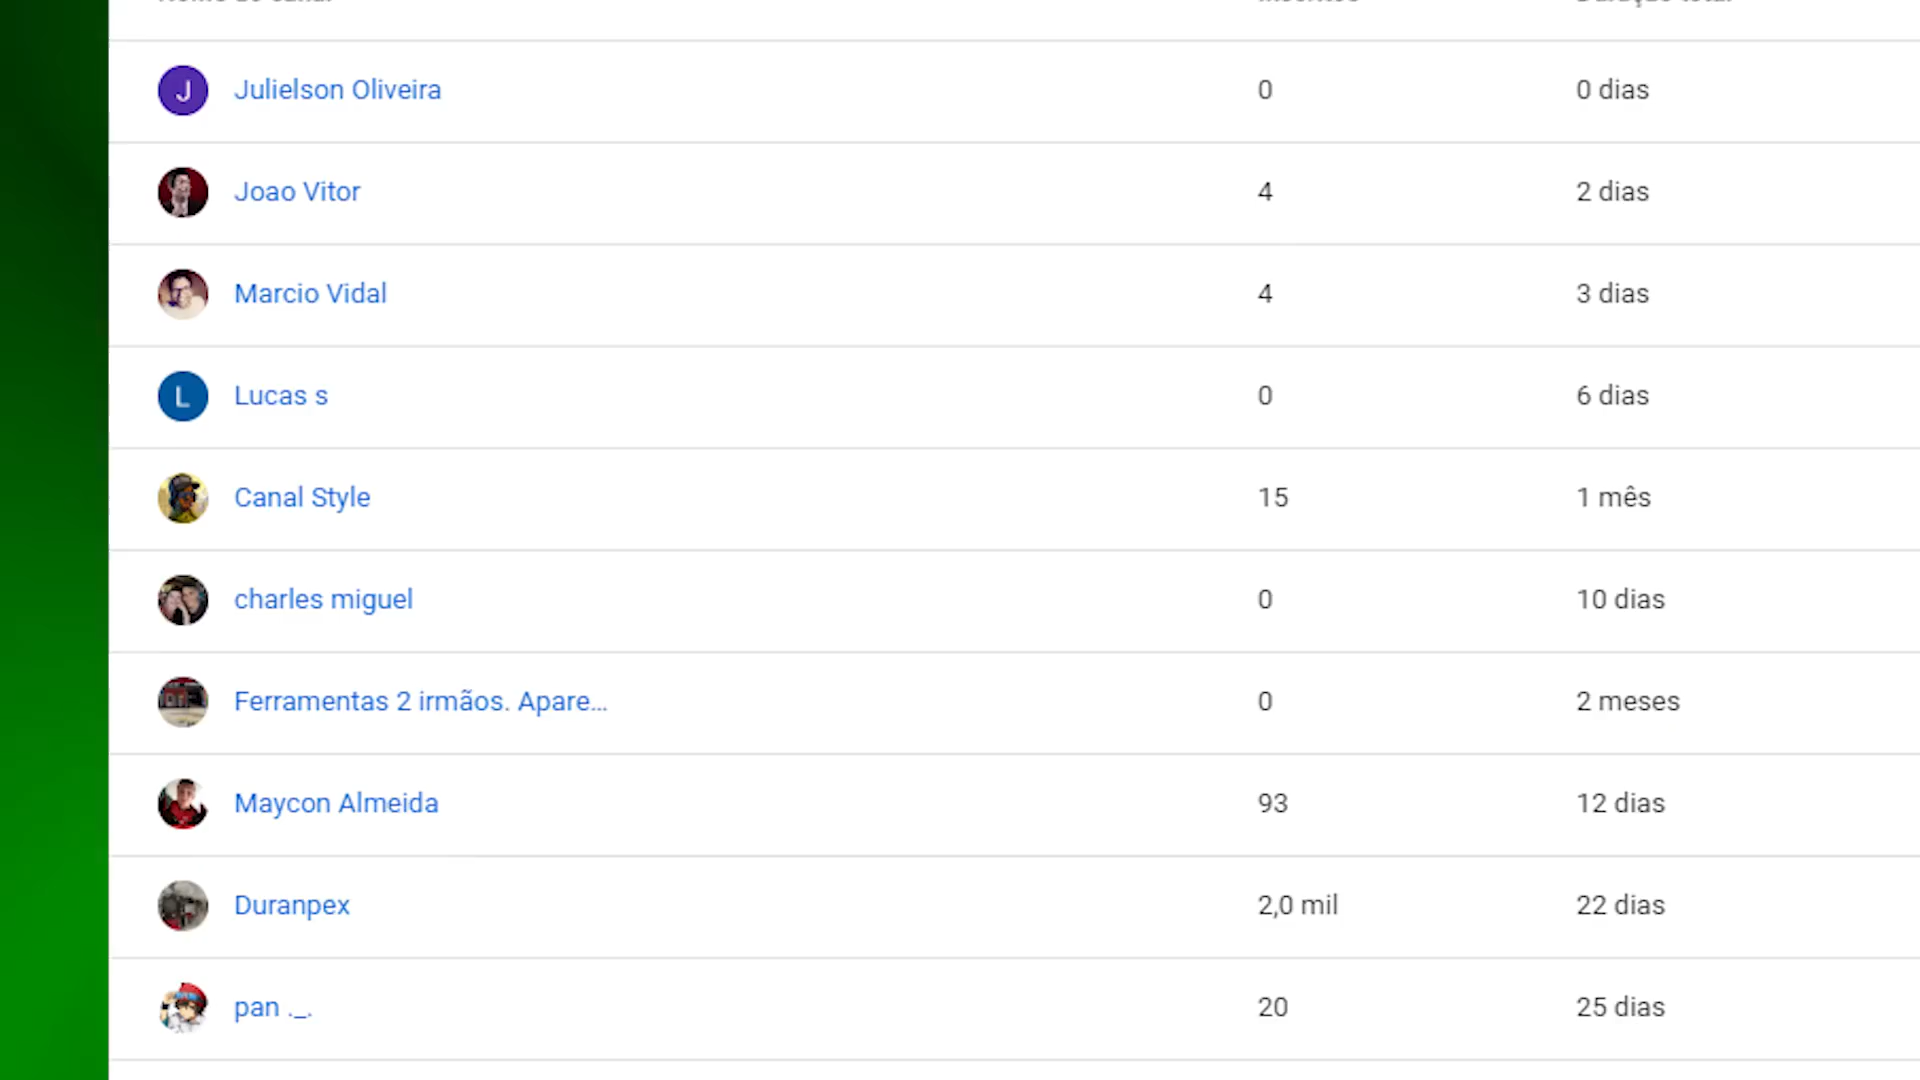 J Julielson Oliveira 0 0 dias
Joao Vitor 4 2 dias
Marcio Vidal 4 3 dias
L Lucas s 0 6 dias
Canal Style 15 1 mês
charles miguel 0 10 dias
Ferramentas 2 irmãos. Apare... 0 2 meses
Maycon Almeida 93 12 dias
Duranpex 2,0 mil 22 dias
pan ._. 20 25 dias